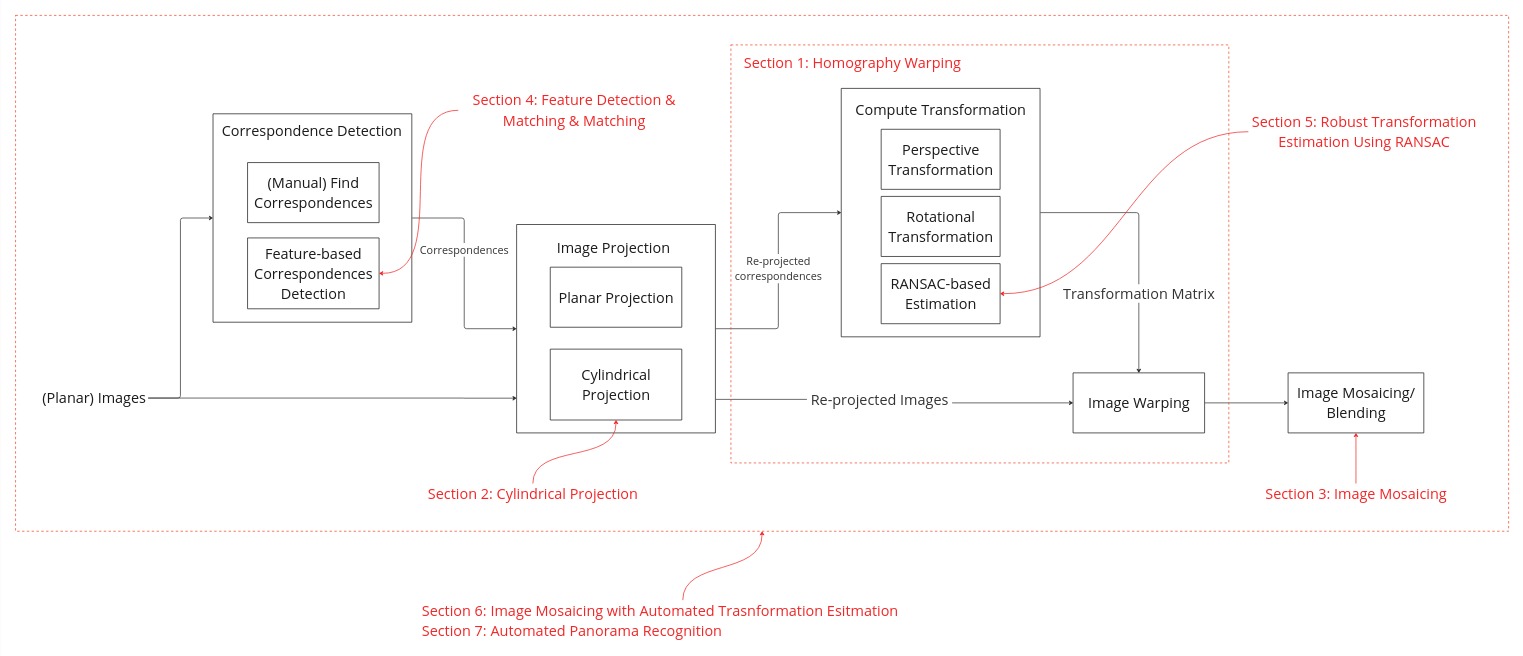 Section 1: Homography Warping
Section 4: Feature Detection &
Matching & Matching
Compute Transformation
Correspondence Detection
Section 5: Robust Transformation
Estimation Using RANSAC
Perspective
Transformation
(Manual) Find
Correspondences
Rotational
Transformation
Feature-based
Correspondences
Detection
Correspondences
Image Projection
Re-projected
correspondences
RANSAC-based
Estimation
Transformation Matrix
Planar Projection
Cylindrical
Projection
(Planar) Images
Re-projected Images
Image Warping
Image Mosaicing/
Blending
Section 2: Cylindrical Projection
Section 3: Image Mosaicing
Section 6: Image Mosaicing with Automated Trasnformation Esitmation
Section 7: Automated Panorama Recognition